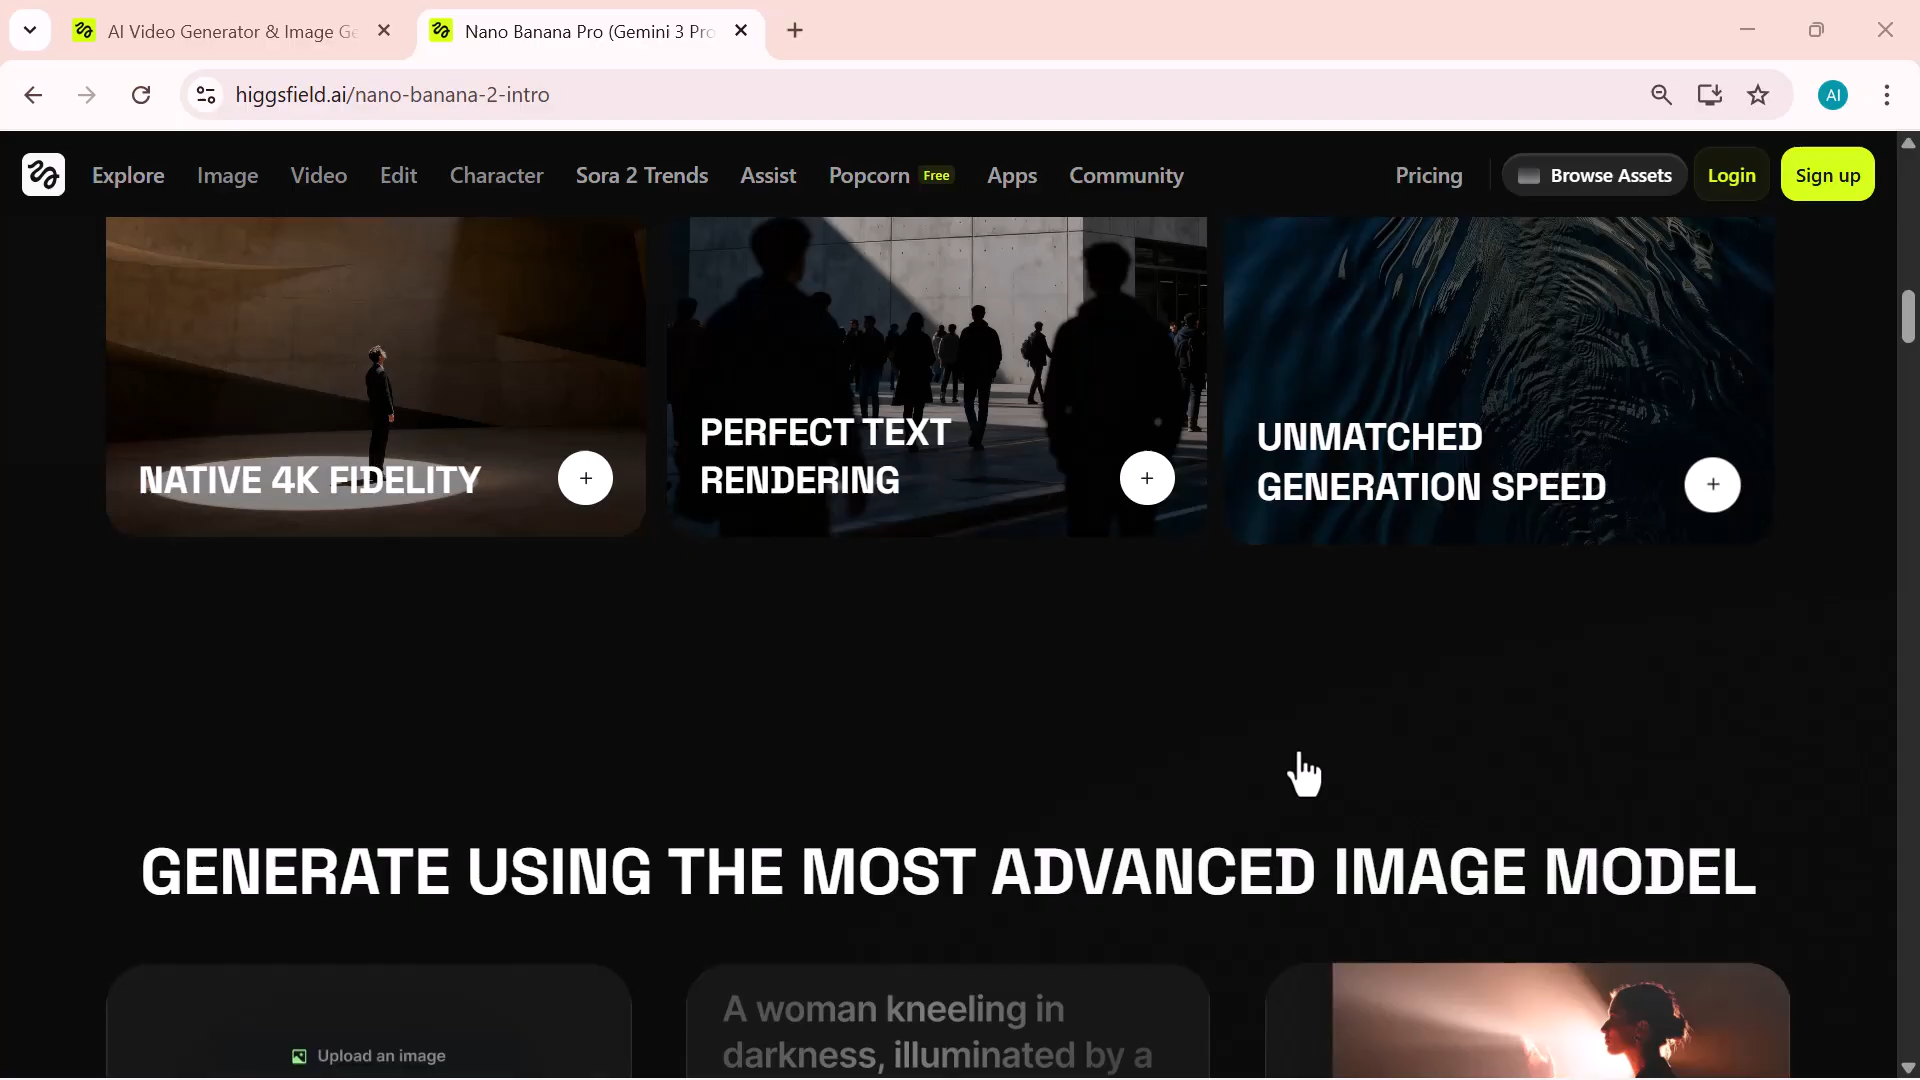 AI Video Generator & Image Ge
Nano Banana Pro (Gemini 3 Pro
higgsfield.ai/nano-banana-2-intro
AI
Explore Image Video Edit Character Sora 2 Trends Assist Popcorn Free Apps Community Pricing Browse Assets Login Sign up
NATIVE 4K FIDELITY
PERFECT TEXT
RENDERING
UNMATCHED
GENERATION SPEED
GENERATE USING THE MOST ADVANCED IMAGE MODEL
Upload an image
A woman kneeling in
darkness, illuminated by a